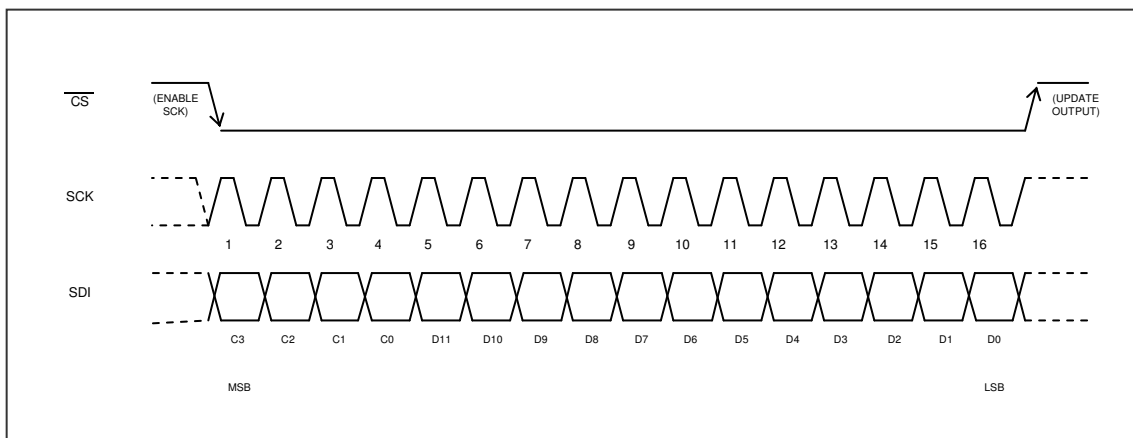 CS
(ENABLE
SCK)
(UPDATE
OUTPUT)
SCK
1 2 3 4 5 6 7 8 9 10 11 12 13 14 15 16
SDI
C3 C2 C1 C0 D11 D10 D9 D8 D7 D6 D5 D4 D3 D2 D1 D0
MSB LSB